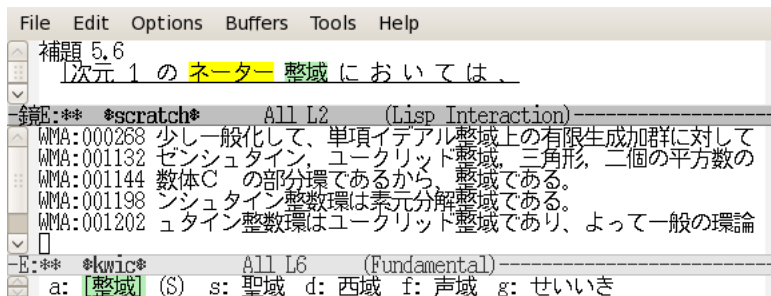 File Edit Options Buffers Tools Help
補題 5.6
|次元 1 の ネーター 整域 に お い て は 、
-鏡E:** *scratch* All L2 (Lisp Interaction)--------------------
WMA:000268 少し一般化して、単項イデアル整域上の有限生成加群に対して
WMA:001132 ゼンシュタイン, ユークリッド整域, 三角形, 二個の平方数の
WMA:001144 数体C の部分環であるから、整域である。
WMA:001198 ンシュタイン整数環は素元分解整域である。
WMA:001202 ュタイン整数環はユークリッド整域であり、よって一般の環論
-E:** *kwic* All L6 (Fundamental)---------------------------
a: [整域] (S) s: 聖域 d: 西域 f: 声域 g: せいいき